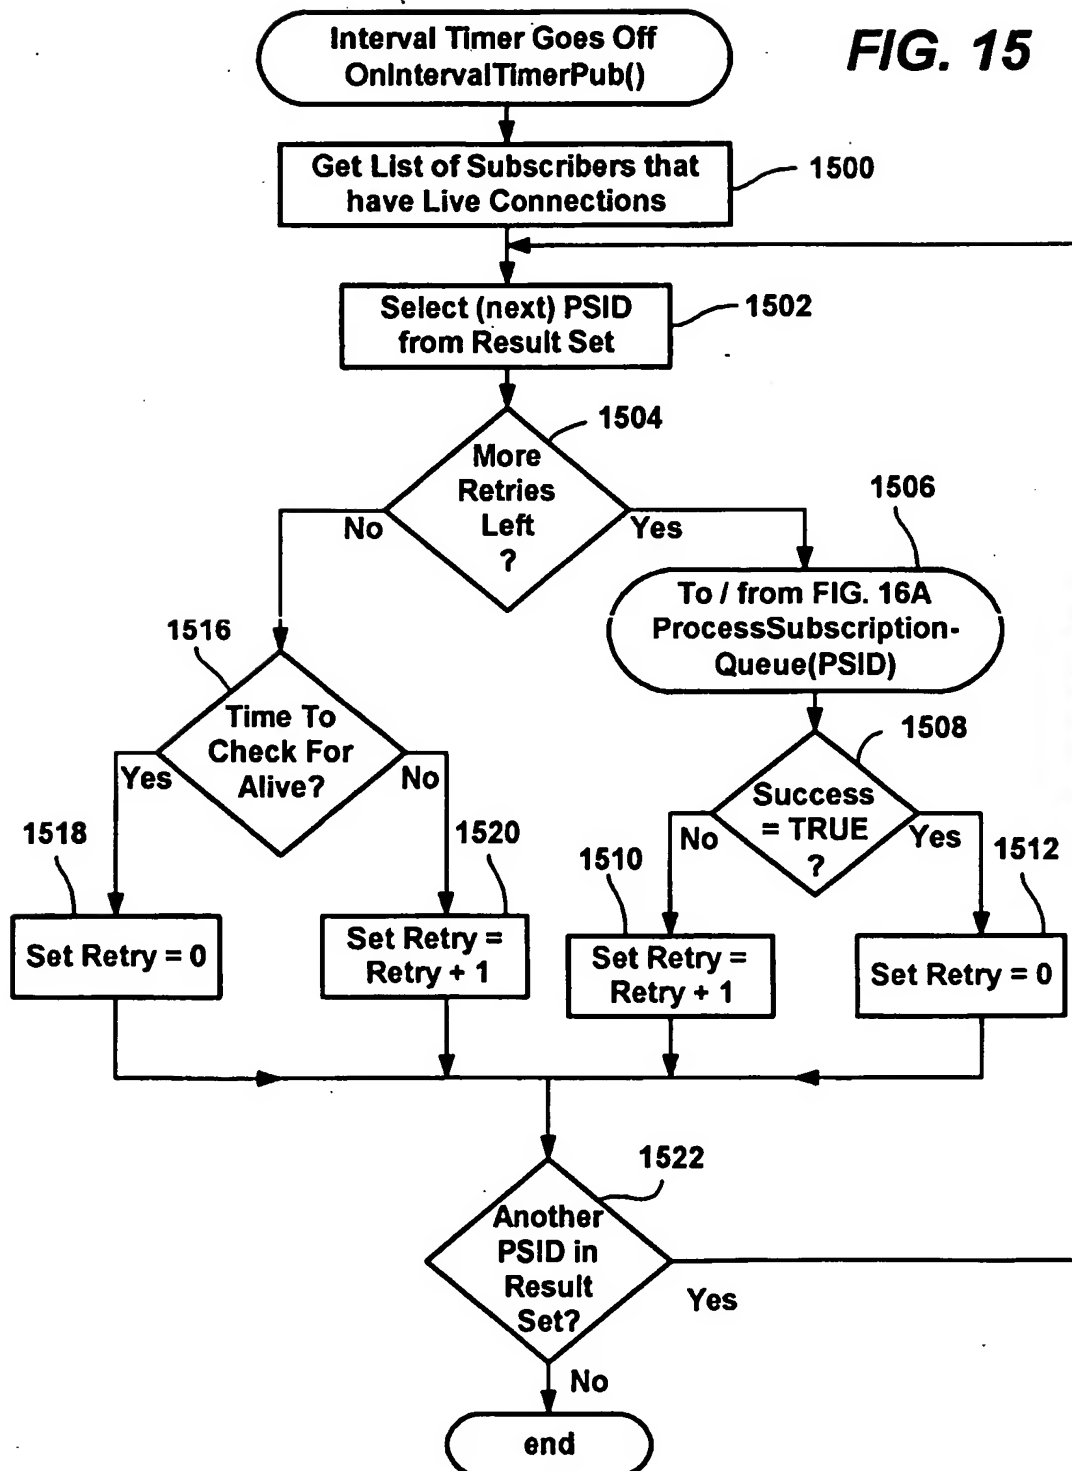 Interval Timer Goes Off
OnIntervalTimerPub()
FIG. 15
Get List of Subscribers that
have Live Connections
1500
Select (next) PSID
from Result Set
1502
1504
More
Retries
Left
?
No
Yes
1506
To / from FIG. 16A
ProcessSubscription-
Queue(PSID)
1516
Time To
Check For
Alive?
Yes
No
1508
Success
= TRUE
?
No
Yes
1518
Set Retry = 0
1520
Set Retry =
Retry + 1
1510
Set Retry =
Retry + 1
1512
Set Retry = 0
1522
Another
PSID in
Result
Set?
Yes
No
end